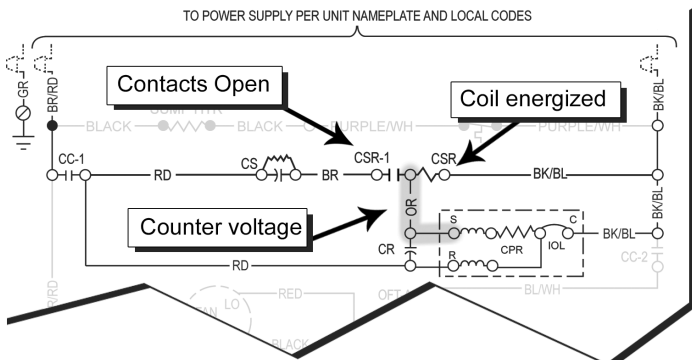 TO POWER SUPPLY PER UNIT NAMEPLATE AND LOCAL CODES
GR
BR/RD
BK/BL
Contacts Open
Coil energized
BLACK
BLACK
PURPLE/WH
PURPLE/WH
CC-1
CS
CSR-1
CSR
RD
BR
BK/BL
OR
BK/BL
Counter voltage
S
C
CPR
IOL
BK/BL
CR
R
CC-2
RD
RED
BL/WH
LO
BLACK